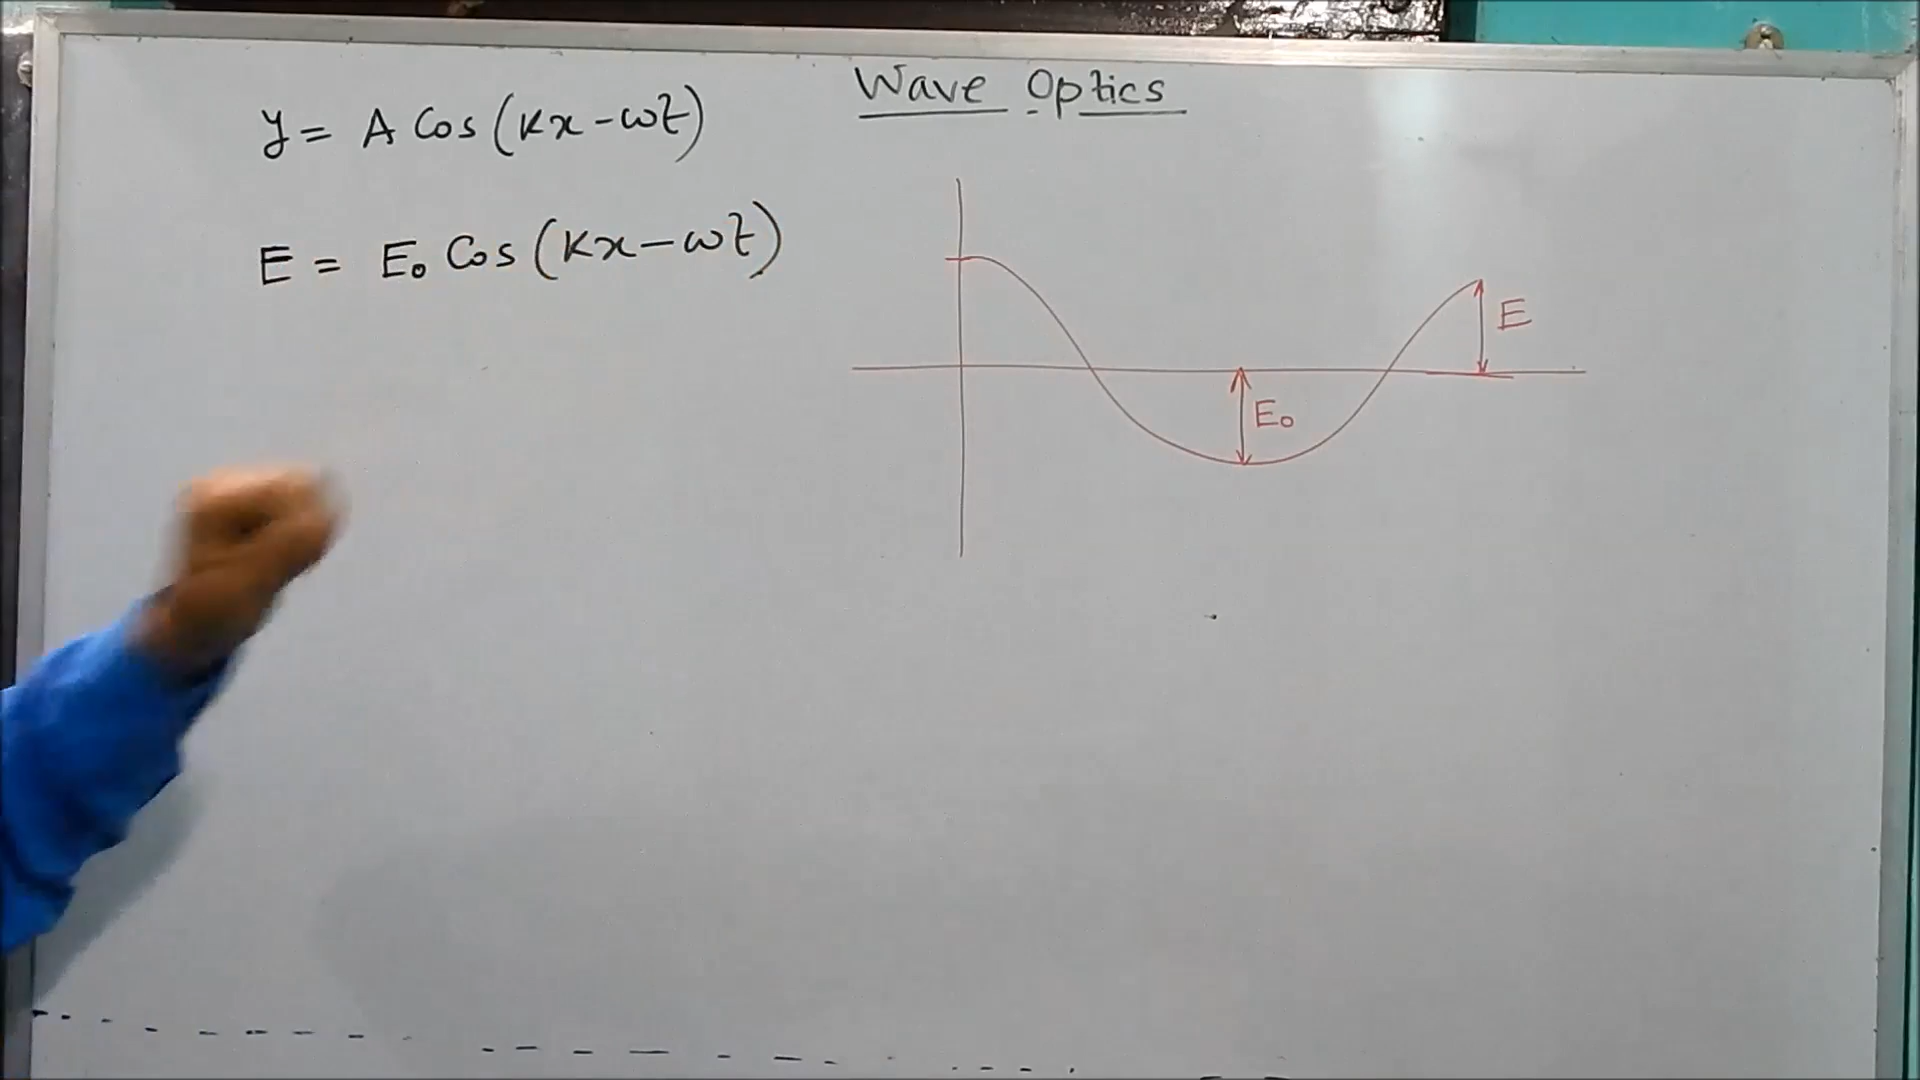 Wave Optics
y = A Cos (Kx - ωt)
E = E₀ Cos (Kx - ωt)
E
E₀